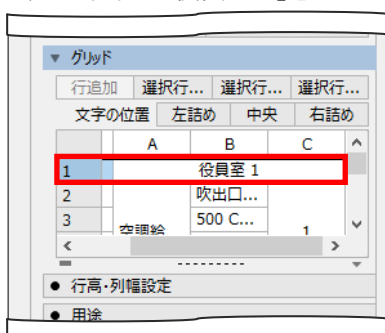 グリッド
行追加 選択行... 選択行... 選択行...
文字の位置 左詰め 中央 右詰め
A B C
1 役員室 1
2 吹出口...
3 空調給 500 C... 1
行高・列幅設定
用途